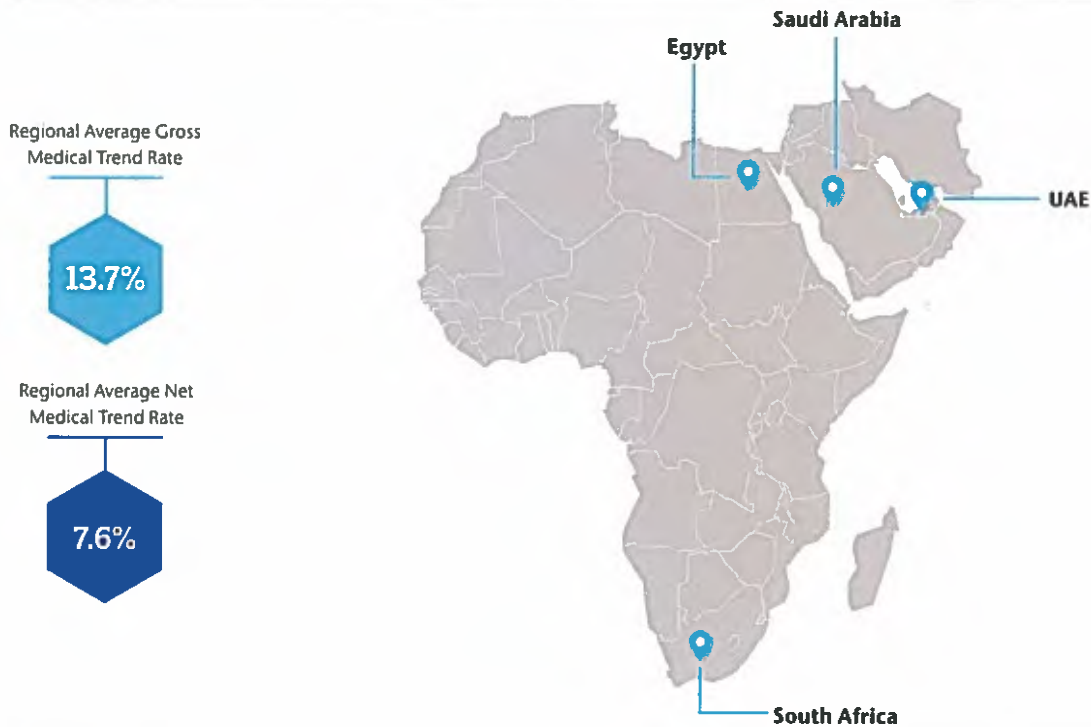 Saudi Arabia
Egypt
Regional Average Gross
Medical Trend Rate
13.7%
UAE
Regional Average Net
Medical Trend Rate
7.6%
South Africa